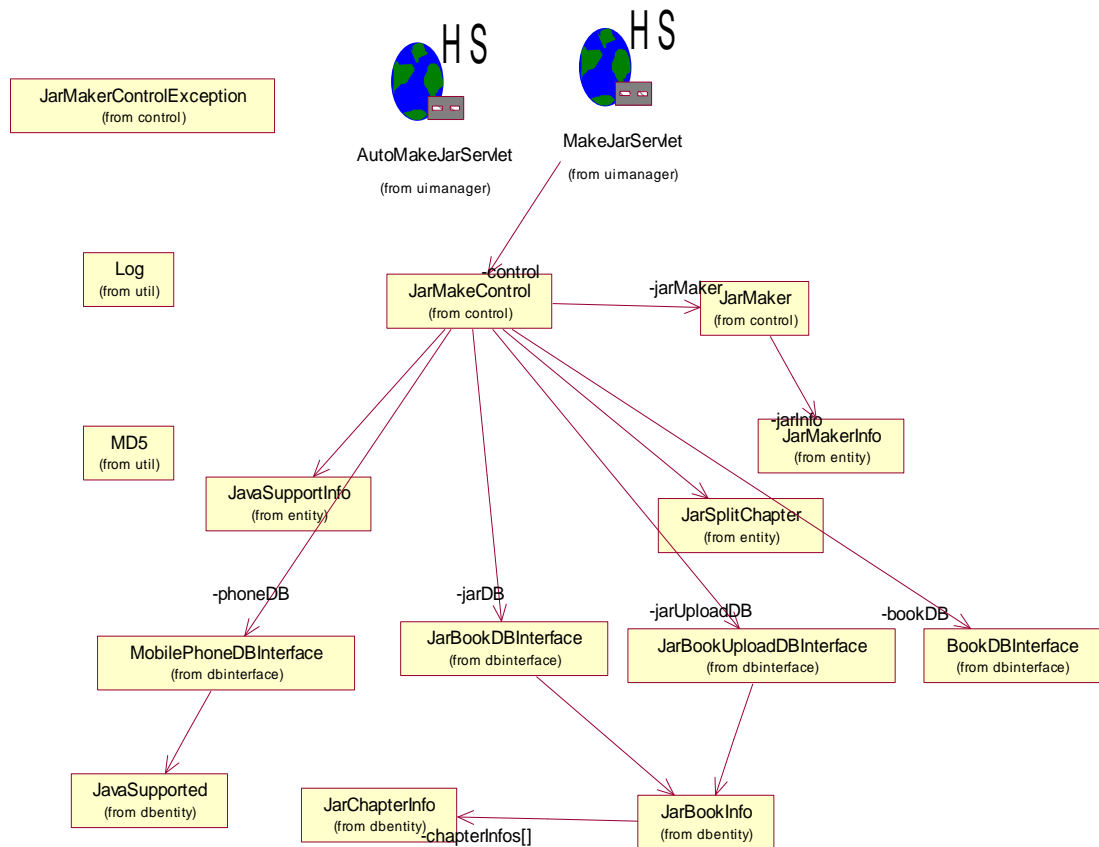 HS
HS
JarMakerControlException
(from control)
AutoMakeJarServlet
(from uimanager)
MakeJarServlet
(from uimanager)
Log
(from util)
-control
JarMakeControl
(from control)
-jarMaker
JarMaker
(from control)
-jarInfo
JarMakerInfo
(from entity)
MD5
(from util)
JavaSupportInfo
(from entity)
JarSplitChapter
(from entity)
-phoneDB
MobilePhoneDBInterface
(from dbinterface)
-jarDB
JarBookDBInterface
(from dbinterface)
-jarUploadDB
JarBookUploadDBInterface
(from dbinterface)
-bookDB
BookDBInterface
(from dbinterface)
JavaSupported
(from dbentity)
JarChapterInfo
(from dbentity)
-chapterInfos[]
JarBookInfo
(from dbentity)